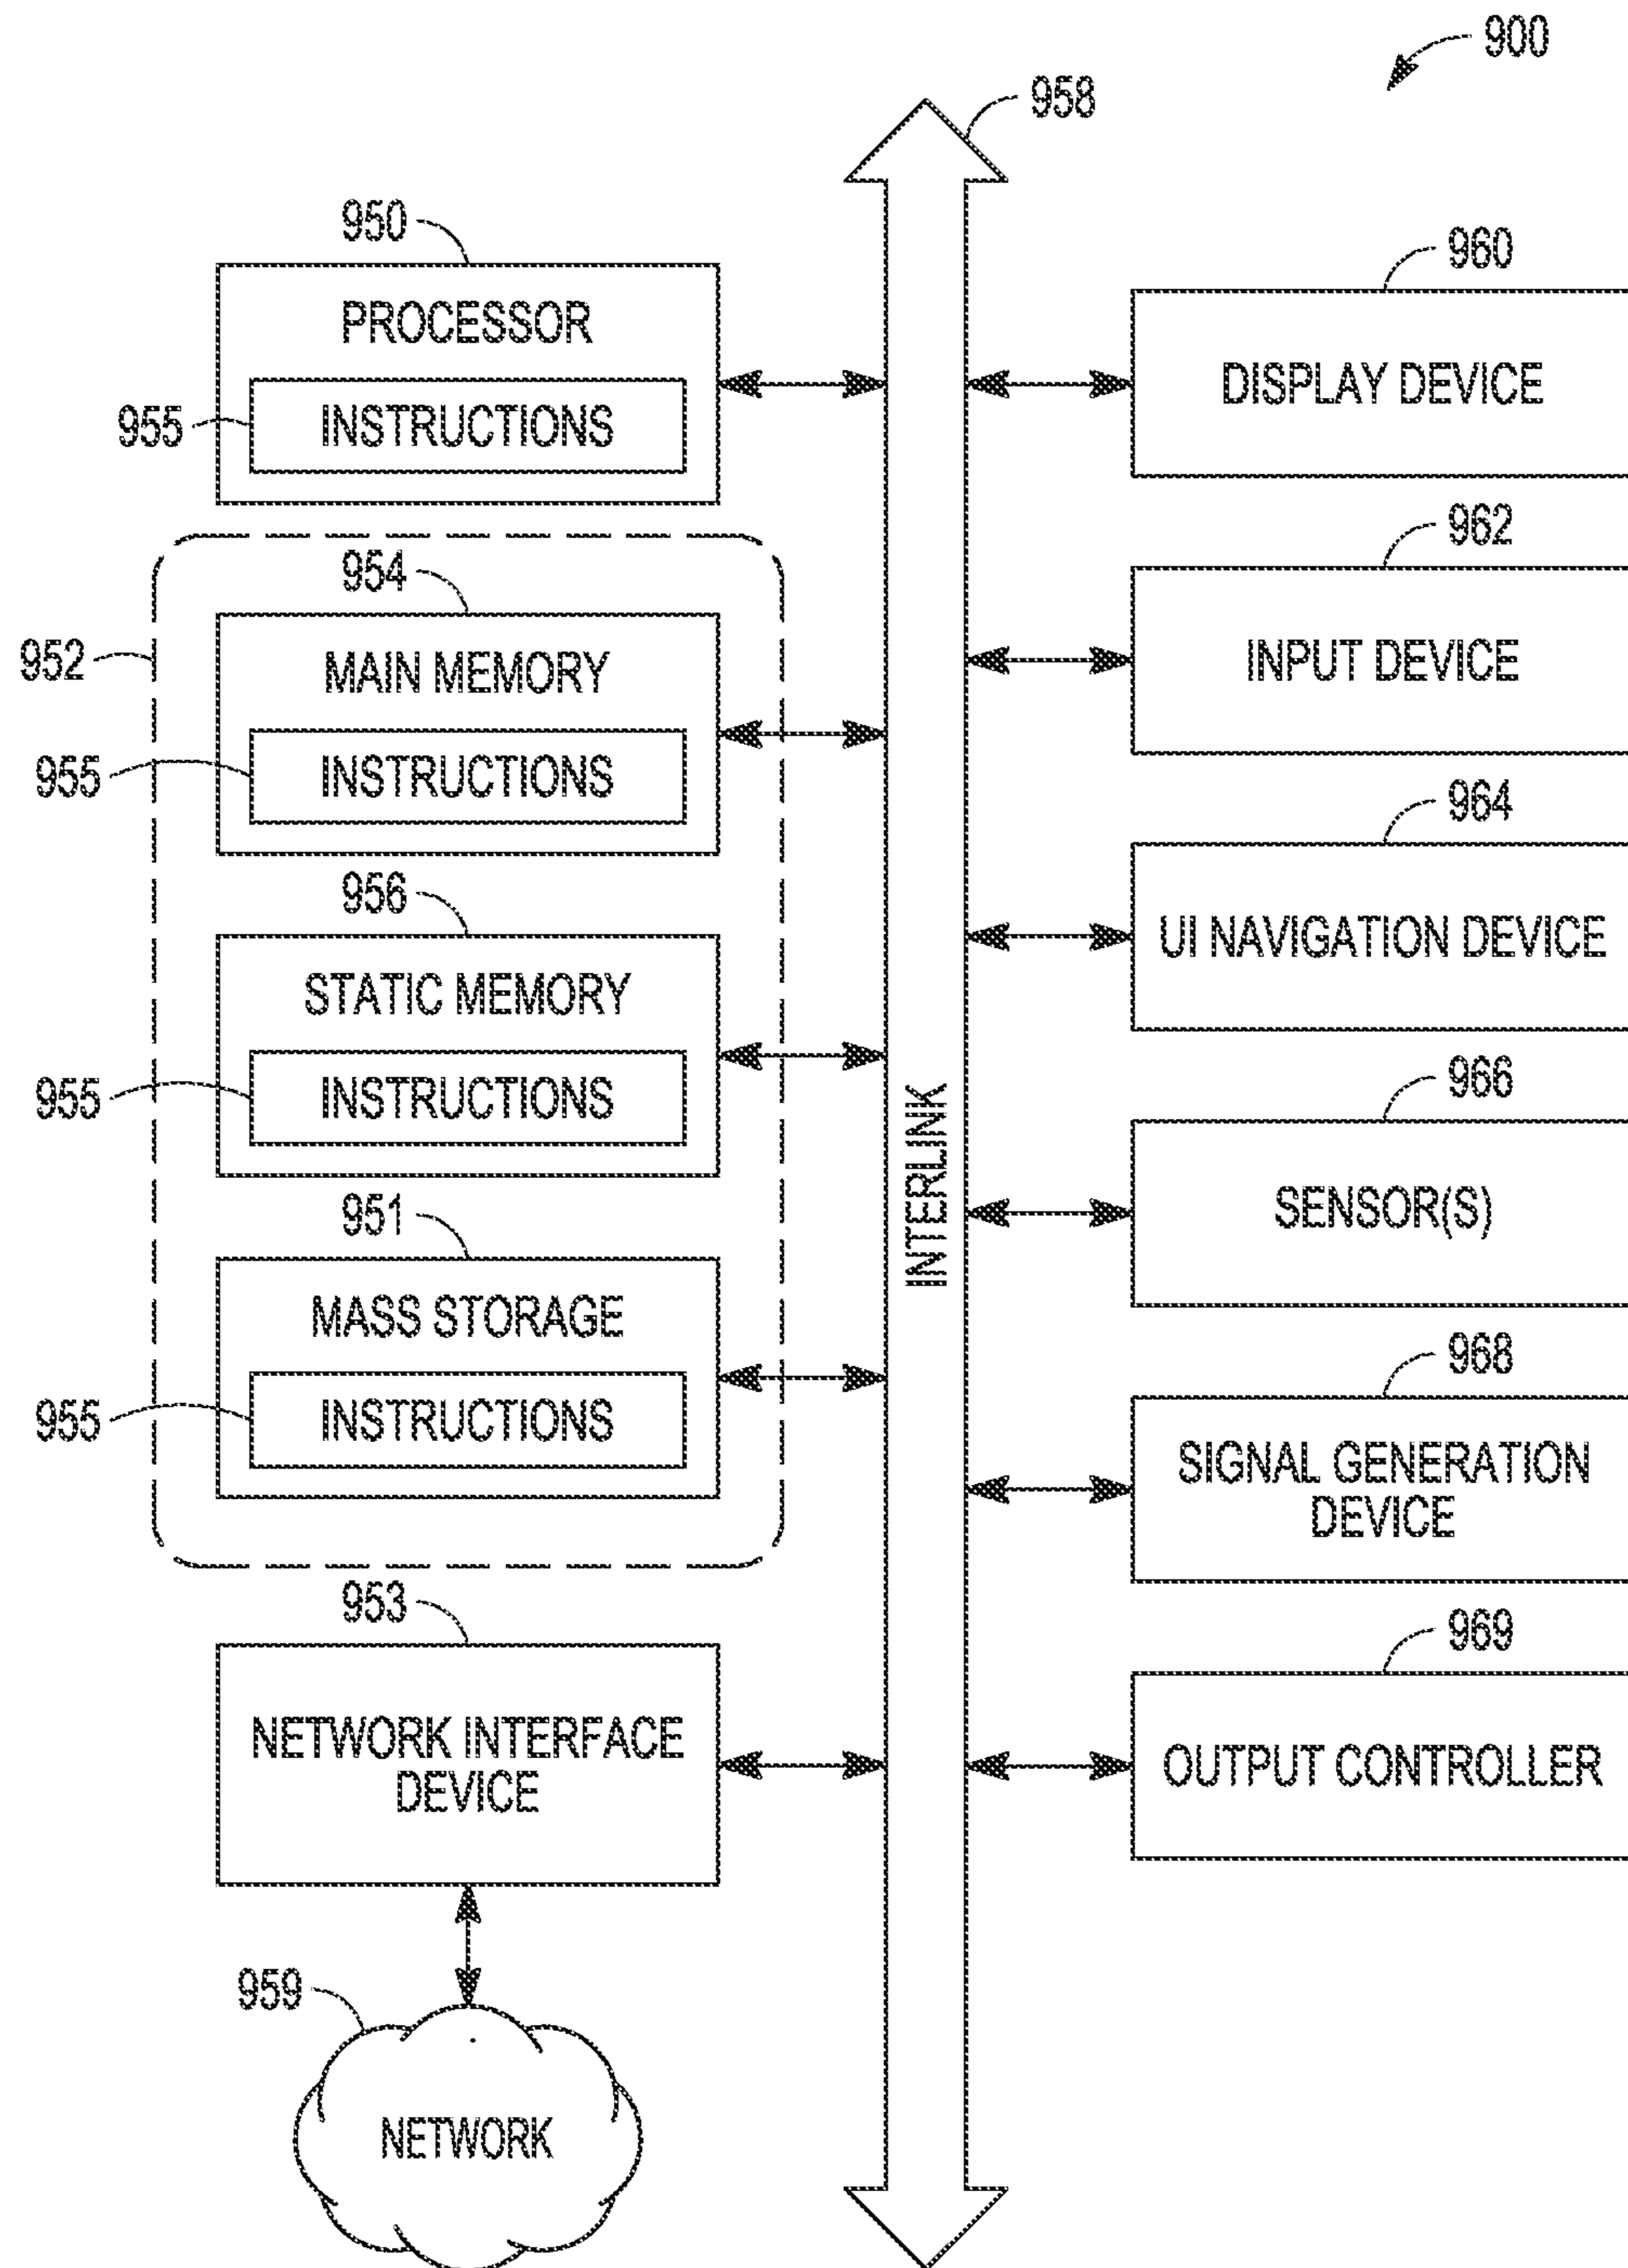 900
958
950
PROCESSOR
955
INSTRUCTIONS
952
954
MAIN MEMORY
955
INSTRUCTIONS
956
STATIC MEMORY
955
INSTRUCTIONS
951
MASS STORAGE
955
INSTRUCTIONS
953
NETWORK INTERFACE
DEVICE
959
NETWORK
INTERLINK
960
DISPLAY DEVICE
962
INPUT DEVICE
964
UI NAVIGATION DEVICE
966
SENSOR(S)
968
SIGNAL GENERATION
DEVICE
969
OUTPUT CONTROLLER